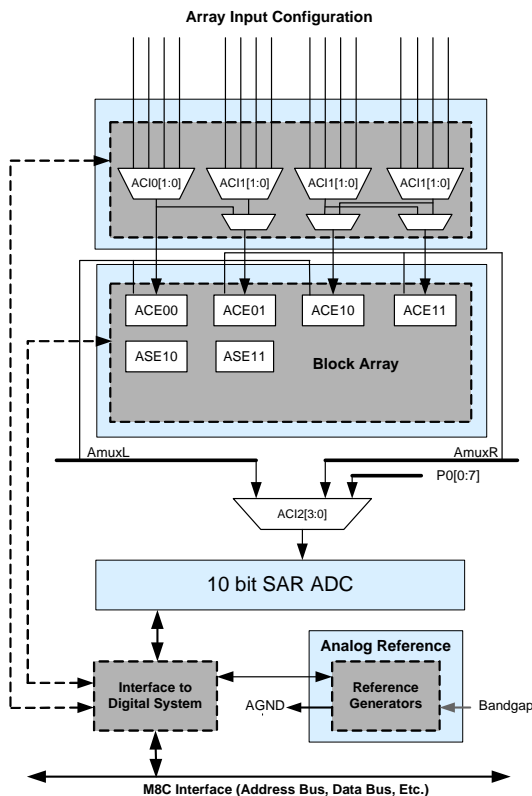 Array Input Configuration
ACI0[1:0]
ACI1[1:0]
ACI1[1:0]
ACI1[1:0]
ACE00
ACE01
ACE10
ACE11
ASE10
ASE11
Block Array
AmuxL
AmuxR
P0[0:7]
ACI2[3:0]
10 bit SAR ADC
Analog Reference
Interface to
Digital System
AGND
Reference
Generators
Bandgap
M8C Interface (Address Bus, Data Bus, Etc.)